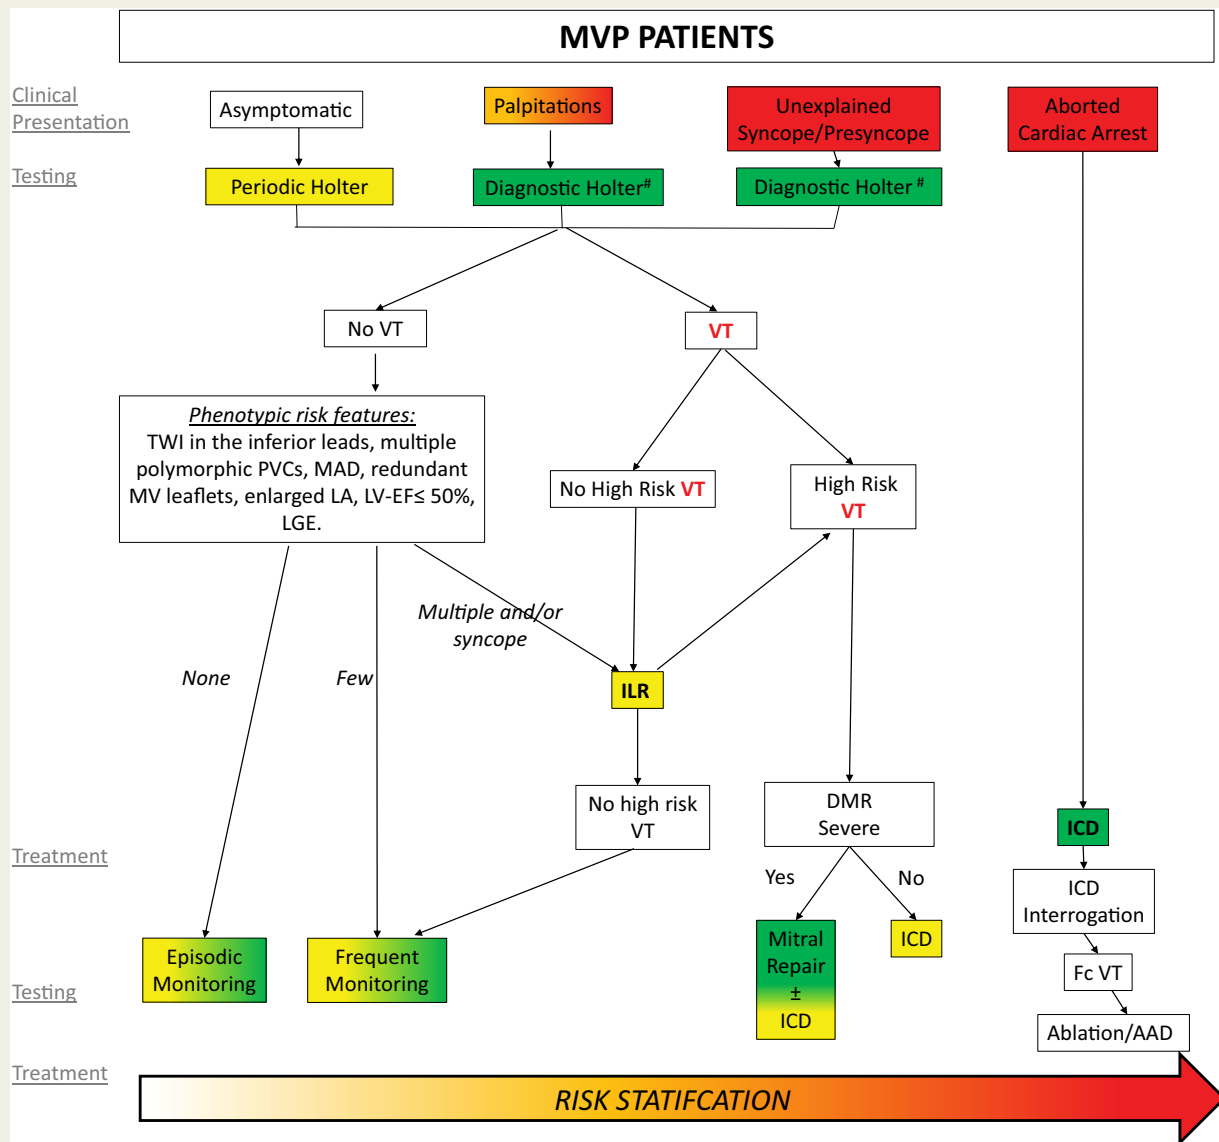 MVP PATIENTS
Clinical
Presentation
Asymptomatic
Palpitations
Unexplained
Syncope/Presyncope
Aborted
Cardiac Arrest
Testing
Periodic Holter
Diagnostic Holter#
Diagnostic Holter #
No VT
VT
Phenotypic risk features:
TWI in the inferior leads, multiple
polymorphic PVCs, MAD, redundant
MV leaflets, enlarged LA, LV-EF≤ 50%,
LGE.
No High Risk VT
High Risk
VT
Multiple and/or
syncope
None
Few
ILR
No high risk
VT
DMR
Severe
ICD
Treatment
Yes
No
ICD
Interrogation
Episodic
Monitoring
Frequent
Monitoring
Mitral
Repair
±
ICD
ICD
Fc VT
Testing
Ablation/AAD
Treatment
RISK STATIFCATION